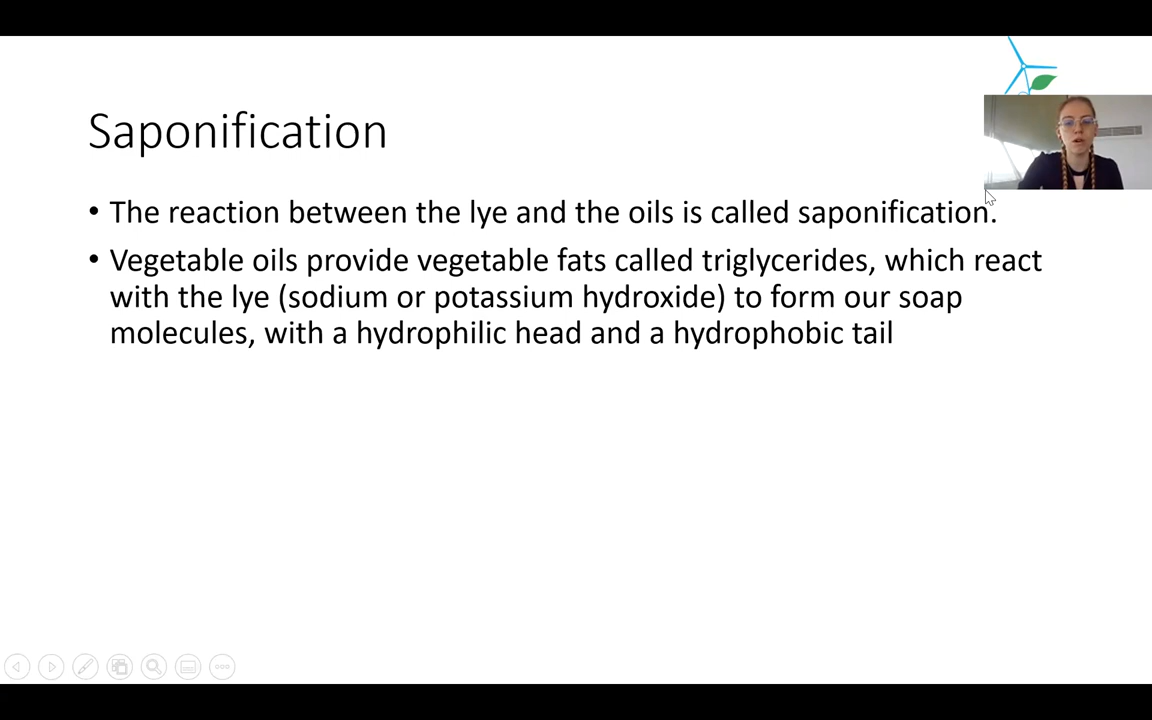 Saponification
• The reaction between the lye and the oils is called saponification.
• Vegetable oils provide vegetable fats called triglycerides, which react
with the lye (sodium or potassium hydroxide) to form our soap
molecules, with a hydrophilic head and a hydrophobic tail